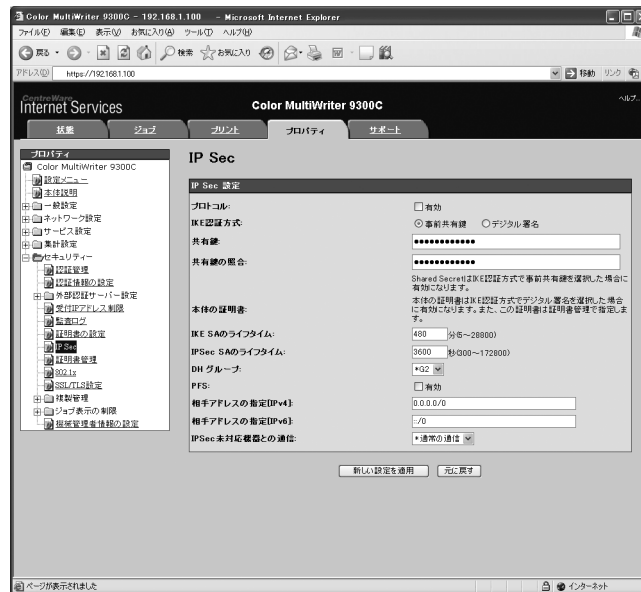 Color MultiWriter 9300C - 192.168.1.100 - Microsoft Internet Explorer
ファイル(F) 編集(E) 表示(V) お気に入り(A) ツール(T) ヘルプ(H)
戻る 検索 お気に入り
アドレス(D) https://192.168.1.100 移動 リンク
CentreWare
Internet Services
Color MultiWriter 9300C
ヘルプ...
状態 ジョブ プリント プロパティ サポート
プロパティ
Color MultiWriter 9300C
設定メニュー
本体説明
一般設定
ネットワーク設定
サービス設定
集計設定
セキュリティー
認証管理
認証情報の設定
外部認証サーバー設定
受付IPアドレス制限
監査ログ
証明書の設定
IP Sec
証明書管理
802.1x
SSL/TLS設定
複製管理
ジョブ表示の制限
機械管理者情報の設定
IP Sec
IP Sec 設定
プロトコル: 有効
IKE認証方式: 事前共有鍵 デジタル署名
共有鍵: ●●●●●●●●●●●●
共有鍵の照合: ●●●●●●●●●●●●
Shared SecretはIKE認証方式で事前共有鍵を選択した場合に
有効になります。
本体の証明書: 本体の証明書はIKE認証方式でデジタル署名を選択した場合
に有効になります。また、この証明書は証明書管理で指定しま
す。
IKE SAのライフタイム: 480 分(5~28800)
IPSec SAのライフタイム: 3600 秒(300~172800)
DH グループ: *G2
PFS: 有効
相手アドレスの指定[IPv4]: 0.0.0.0/0
相手アドレスの指定[IPv6]: ::/0
IPSec未対応機器との通信: *通常の通信
新しい設定を適用 元に戻す
ページが表示されました インターネット